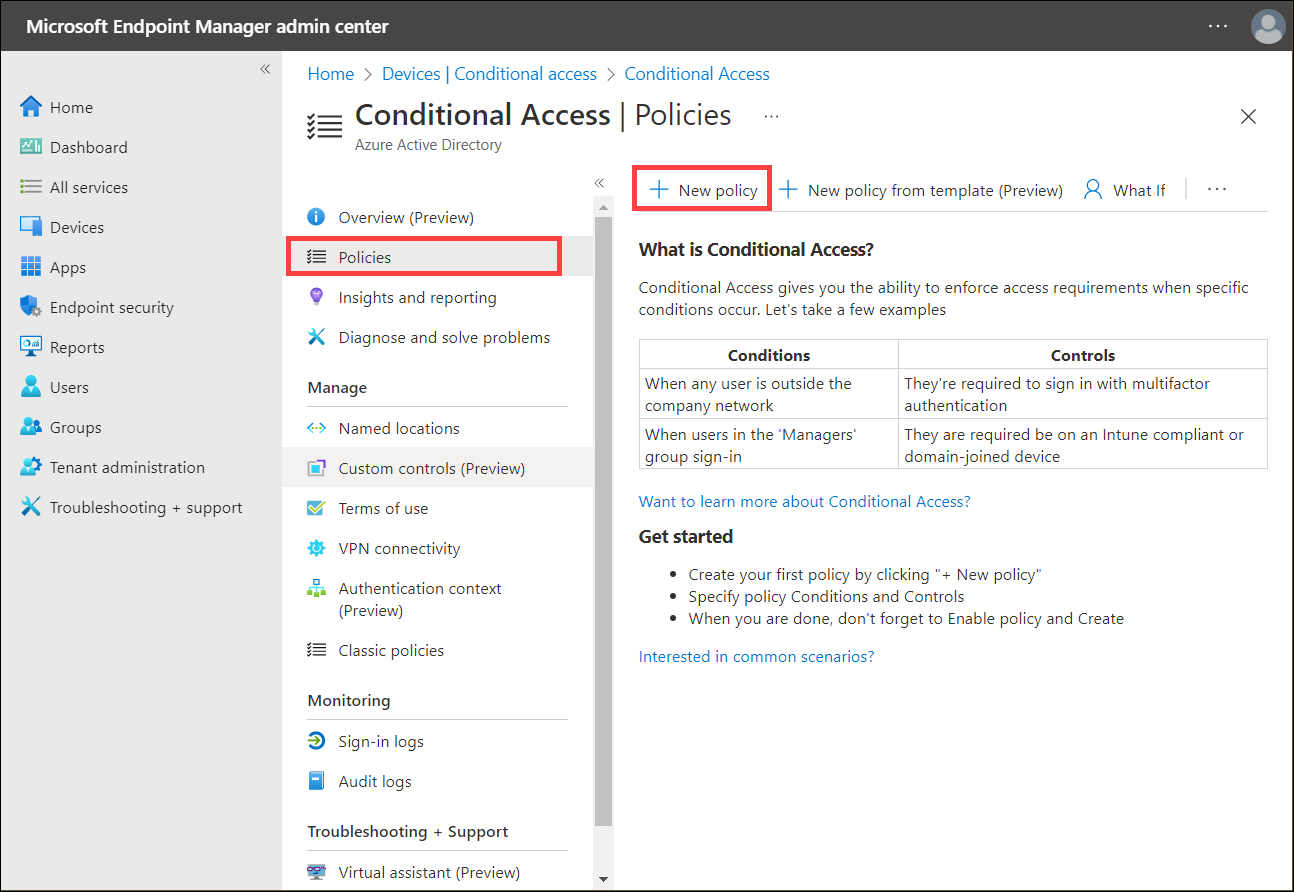 Microsoft Endpoint Manager admin center
...
«
Home
Dashboard
All services
Devices
Apps
Endpoint security
Reports
Users
Groups
Tenant administration
Troubleshooting + support
Home > Devices | Conditional access > Conditional Access
Conditional Access | Policies ...
Azure Active Directory
«
Overview (Preview)
Policies
Insights and reporting
Diagnose and solve problems
Manage
Named locations
Custom controls (Preview)
Terms of use
VPN connectivity
Authentication context
(Preview)
Classic policies
Monitoring
Sign-in logs
Audit logs
Troubleshooting + Support
Virtual assistant (Preview)
+ New policy + New policy from template (Preview) What If | ...
What is Conditional Access?
Conditional Access gives you the ability to enforce access requirements when specific
conditions occur. Let's take a few examples
Conditions Controls
When any user is outside the They're required to sign in with multifactor
company network authentication
When users in the 'Managers' They are required be on an Intune compliant or
group sign-in domain-joined device
Want to learn more about Conditional Access?
Get started
• Create your first policy by clicking "+ New policy"
• Specify policy Conditions and Controls
• When you are done, don't forget to Enable policy and Create
Interested in common scenarios?